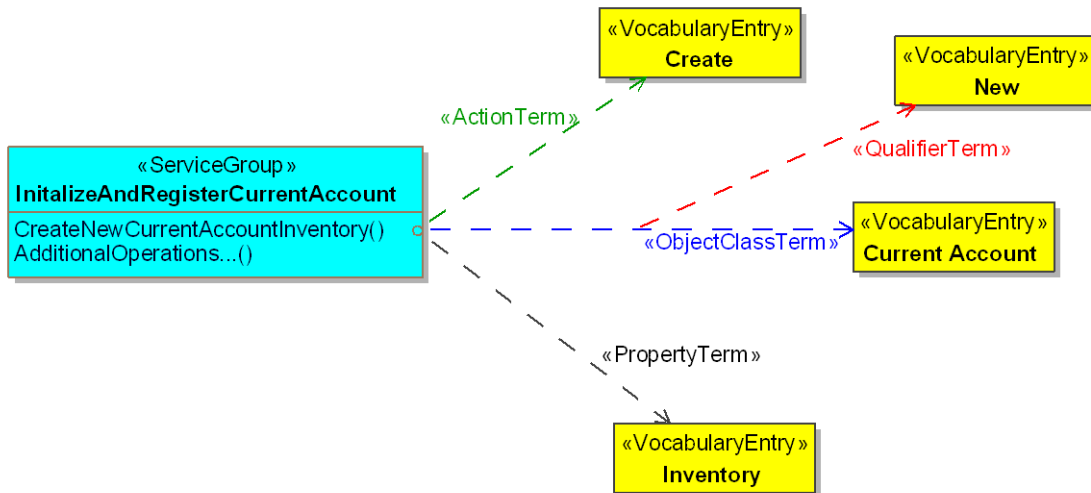 «VocabularyEntry»
Create
«VocabularyEntry»
New
«ActionTerm»
«QualifierTerm»
«ServiceGroup»
InitalizeAndRegisterCurrentAccount
CreateNewCurrentAccountInventory()
AdditionalOperations...()
«ObjectClassTerm»
«VocabularyEntry»
Current Account
«PropertyTerm»
«VocabularyEntry»
Inventory